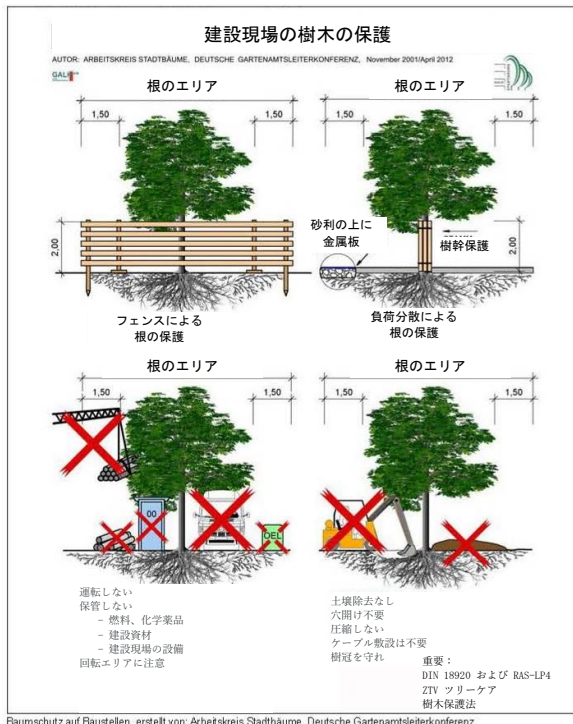 建設現場の樹木の保護
AUTOR: ARBEITSKREIS STADTBÄUME, DEUTSCHE GARTENAMTSLEITERKONFERENZ, November 2001/April 2012
GALK
根のエリア
1,50
1,50
2,00
フェンスによる
根の保護
根のエリア
1,50
1.50
砂利の上に
金属板
樹幹保護
2,00
負荷分散による
根の保護
根のエリア
1,50
1,50
00
OEL
運転しない
保管しない
- 燃料、化学薬品
- 建設資材
- 建設現場の設備
回転エリアに注意
根のエリア
1,50
1,50
土壌除去なし
穴開け不要
圧縮しない
ケーブル敷設は不要
樹冠を守れ
重要：
DIN 18920 および RAS-LP4
ZTV ツリーケア
樹木保護法
Baumschutz auf Baustellen, erstellt von: Arbeitskreis Stadtbäume, Deutsche Gartenamtsleiterkonferenz